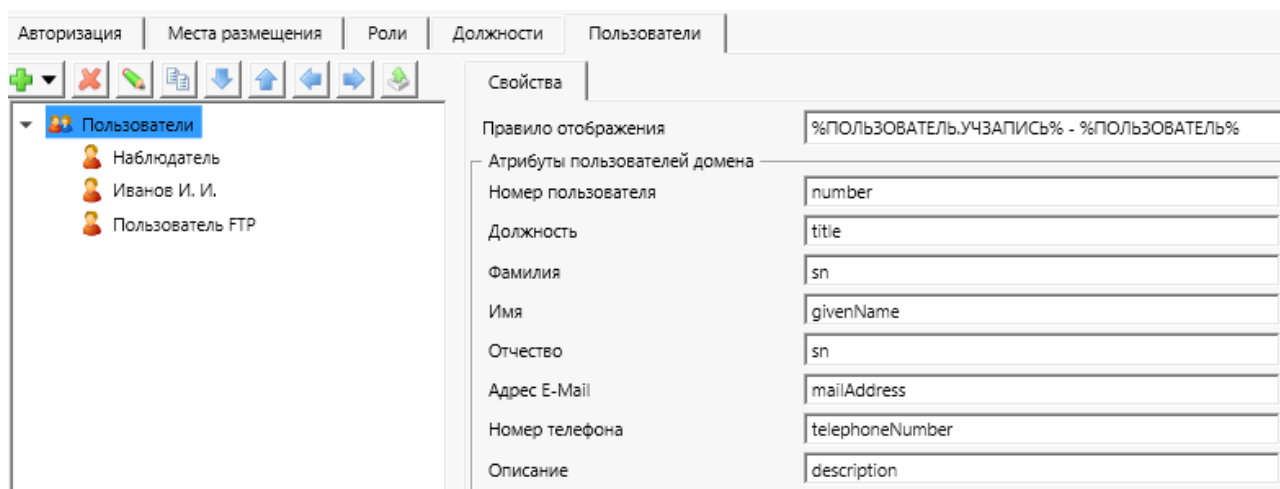 Авторизация
Места размещения
Роли
Должности
Пользователи
Пользователи
Наблюдатель
Иванов И. И.
Пользователь FTP
Свойства
Правило отображения %ПОЛЬЗОВАТЕЛЬ.УЧЗАПИСЬ% - %ПОЛЬЗОВАТЕЛЬ%
Атрибуты пользователей домена
Номер пользователя number
Должность title
Фамилия sn
Имя givenName
Отчество sn
Адрес E-Mail mailAddress
Номер телефона telephoneNumber
Описание description